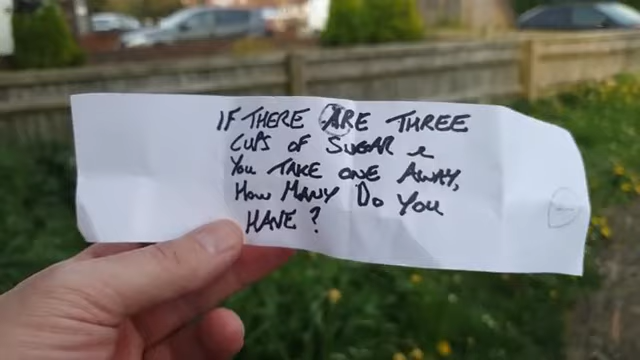 IF THERE ARE THREE
CUPS OF SUGAR &
YOU TAKE ONE AWAY,
HOW MANY DO YOU
HAVE?